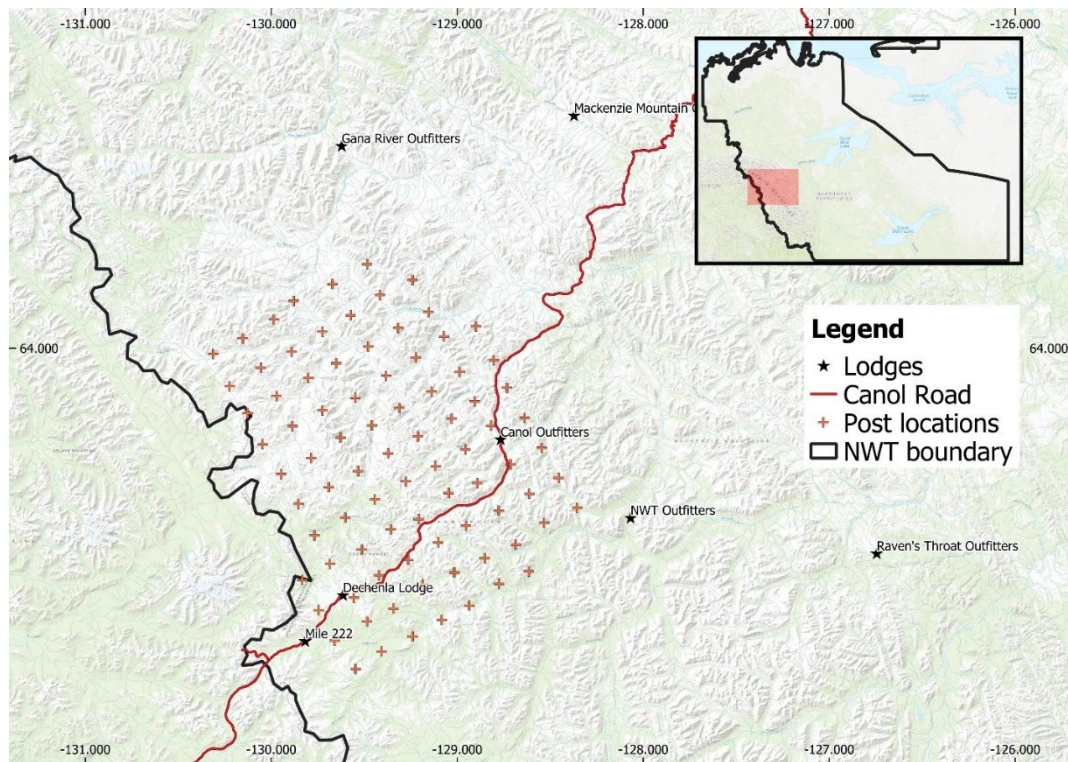 -131.000 -130.000 -129.000 -128.000 -127.000 -126.000
Mackenzie Mountain
Gana River Outfitters
NORTHWEST
TERRITORIES
64.000 64.000
Legend
Lodges
Canol Road
Post locations
NWT boundary
Canol Outfitters
NWT Outfitters
Raven's Throat Outfitters
Dechenla Lodge
Mile 222
-131.000 -130.000 -129.000 -128.000 -127.000 -126.000